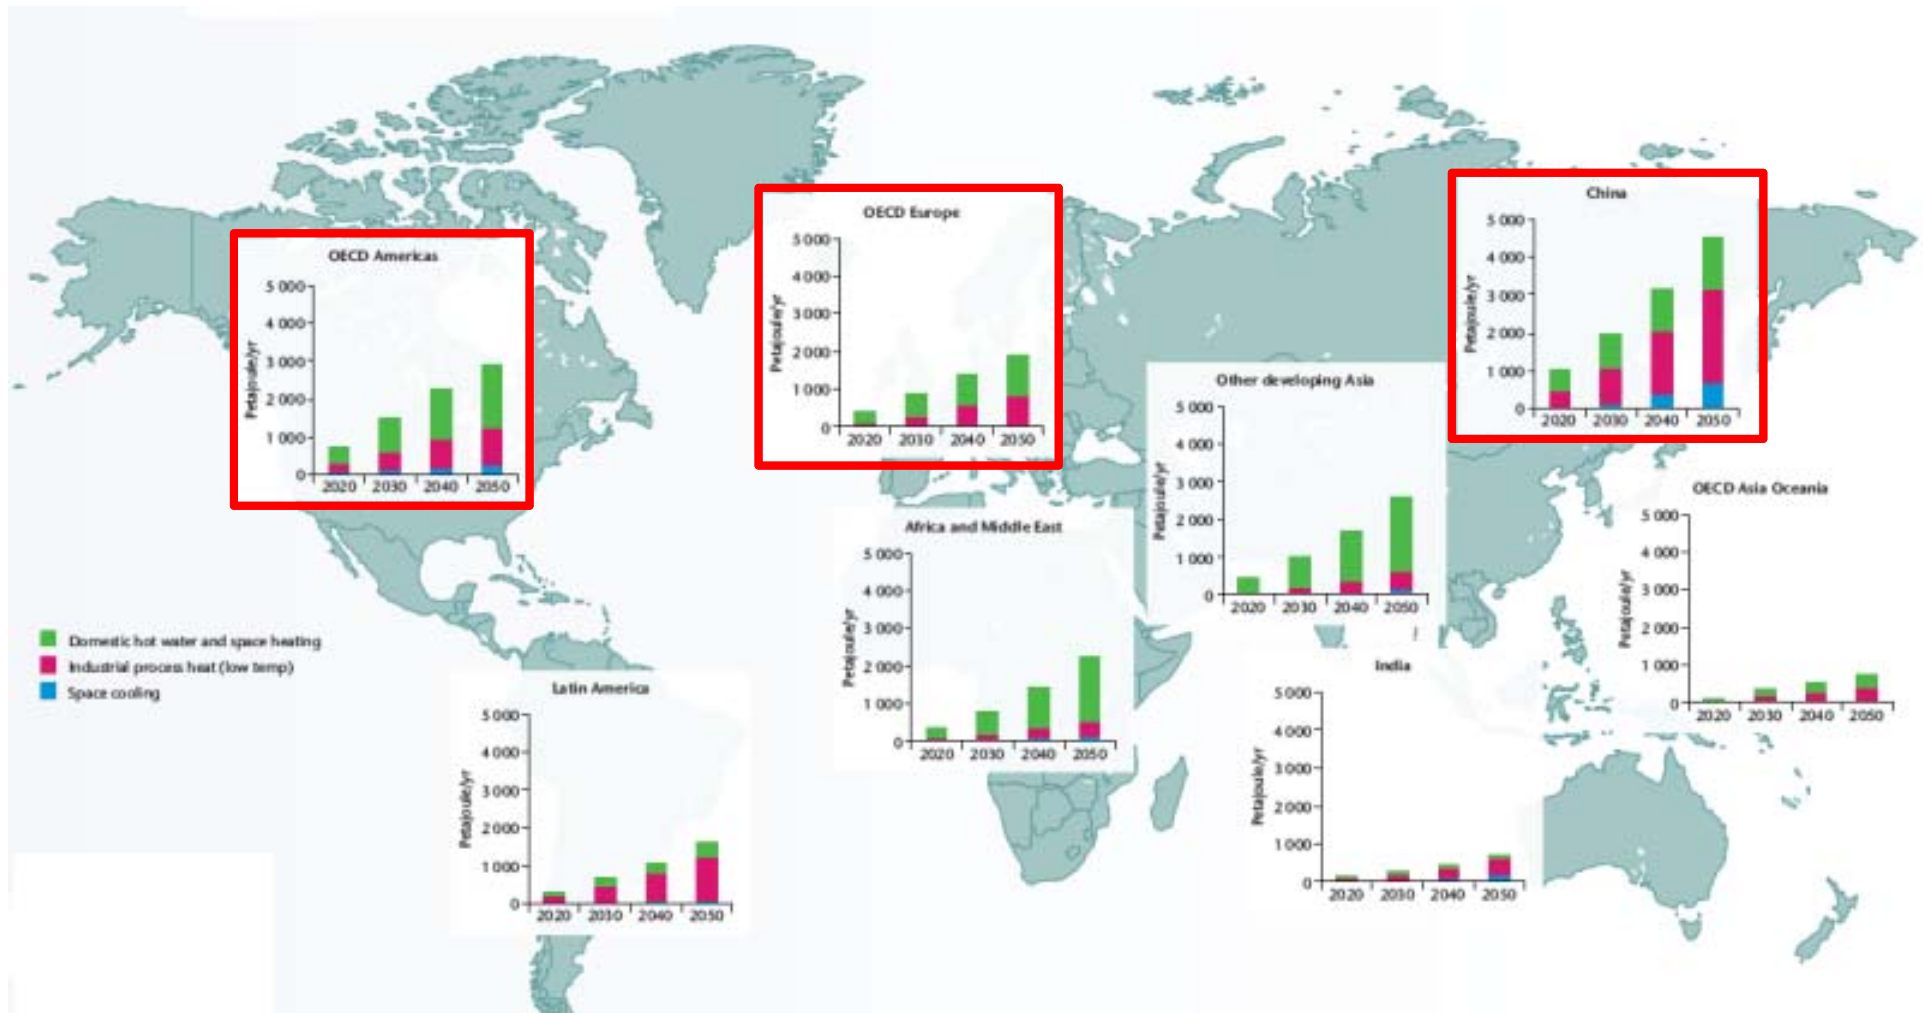 OECD Americas
Petajoule/yr
5 000
4 000
3 000
2 000
1 000
0
2020 2030 2040 2050
OECD Europe
Petajoule/yr
5 000
4 000
3 000
2 000
1 000
0
2020 2030 2040 2050
China
Petajoule/yr
5 000
4 000
3 000
2 000
1 000
0
2020 2030 2040 2050
Other developing Asia
Petajoule/yr
5 000
4 000
3 000
2 000
1 000
0
2020 2030 2040 2050
OECD Asia Oceania
Petajoule/yr
5 000
4 000
3 000
2 000
1 000
0
2020 2030 2040 2050
Africa and Middle East
Petajoule/yr
5 000
4 000
3 000
2 000
1 000
0
2020 2030 2040 2050
Domestic hot water and space heating
Industrial process heat (low temp)
Space cooling
Latin America
Petajoule/yr
5 000
4 000
3 000
2 000
1 000
0
2020 2030 2040 2050
India
Petajoule/yr
5 000
4 000
3 000
2 000
1 000
0
2020 2030 2040 2050